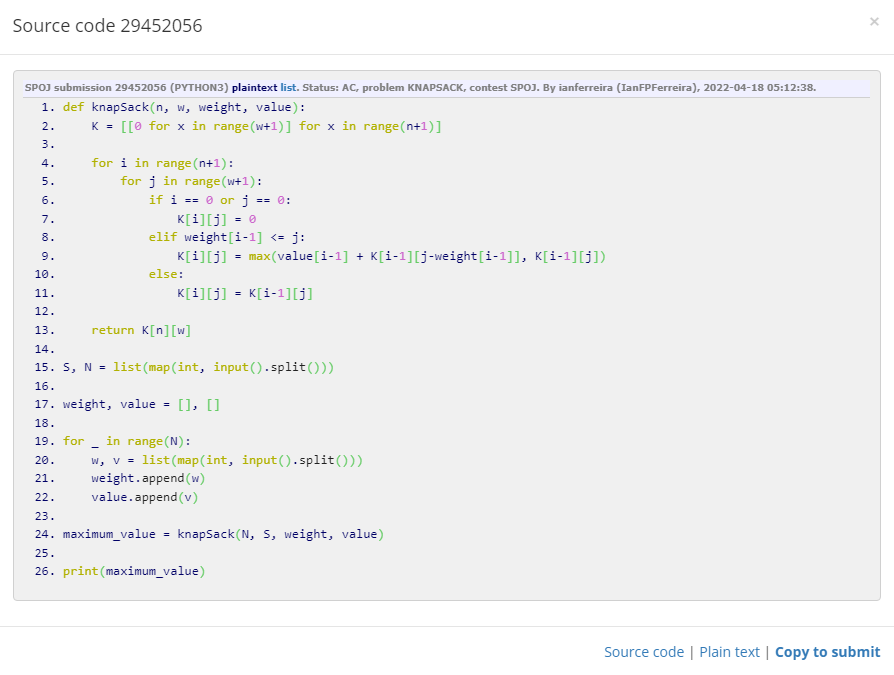 Source code 29452056
×
SPOJ submission 29452056 (PYTHON3) plaintext list. Status: AC, problem KNAPSACK, contest SPOJ. By ianferreira (IanFPFerreira), 2022-04-18 05:12:38.
1. def knapSack(n, w, weight, value):
2.     K = [[0 for x in range(w+1)] for x in range(n+1)]
3.
4.     for i in range(n+1):
5.         for j in range(w+1):
6.             if i == 0 or j == 0:
7.                 K[i][j] = 0
8.             elif weight[i-1] <= j:
9.                 K[i][j] = max(value[i-1] + K[i-1][j-weight[i-1]], K[i-1][j])
10.             else:
11.                 K[i][j] = K[i-1][j]
12.
13.     return K[n][w]
14.
15. S, N = list(map(int, input().split()))
16.
17. weight, value = [], []
18.
19. for _ in range(N):
20.     w, v = list(map(int, input().split()))
21.     weight.append(w)
22.     value.append(v)
23.
24. maximum_value = knapSack(N, S, weight, value)
25.
26. print(maximum_value)
Source code | Plain text | Copy to submit